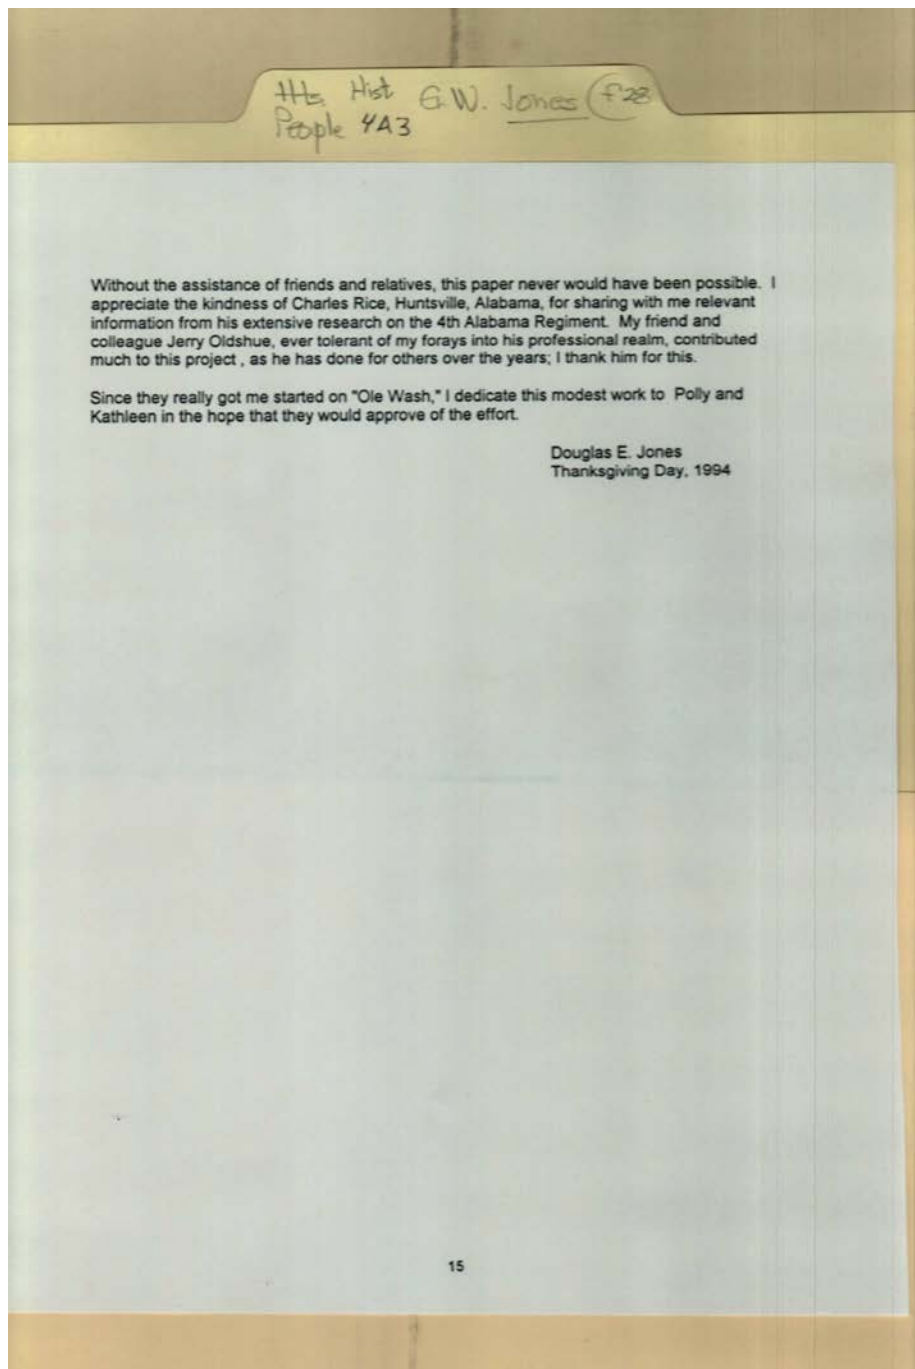 Hts. Hist G.W. Jones f28
People 4A3
Without the assistance of friends and relatives, this paper never would have been possible. I
appreciate the kindness of Charles Rice, Huntsville, Alabama, for sharing with me relevant
information from his extensive research on the 4th Alabama Regiment. My friend and
colleague Jerry Oldshue, ever tolerant of my forays into his professional realm, contributed
much to this project , as he has done for others over the years; I thank him for this.
Since they really got me started on "Ole Wash," I dedicate this modest work to Polly and
Kathleen in the hope that they would approve of the effort.
Douglas E. Jones
Thanksgiving Day, 1994
15